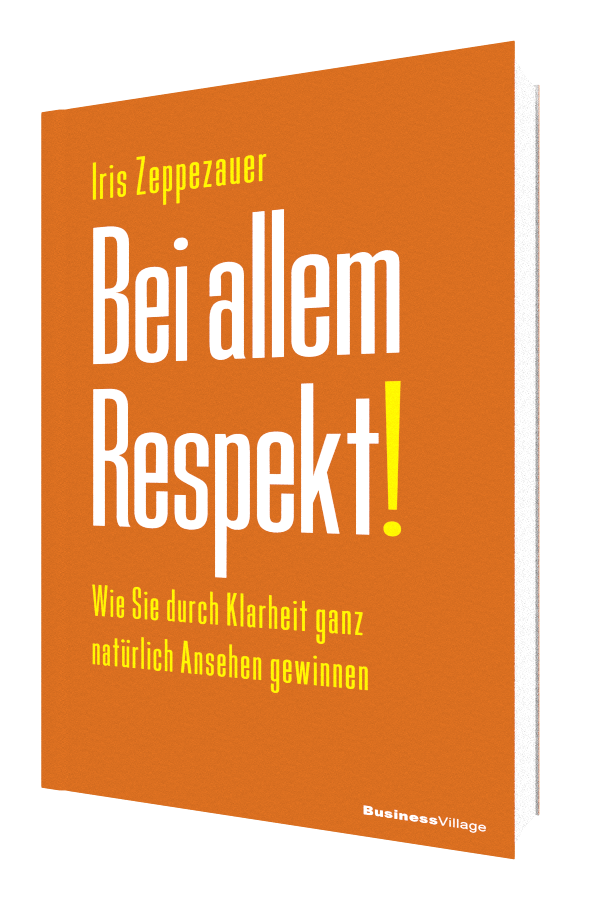 Iris Zeppezauer
Bei allem
Respekt!
Wie Sie durch Klarheit ganz
natürlich Ansehen gewinnen
BusinessVillage